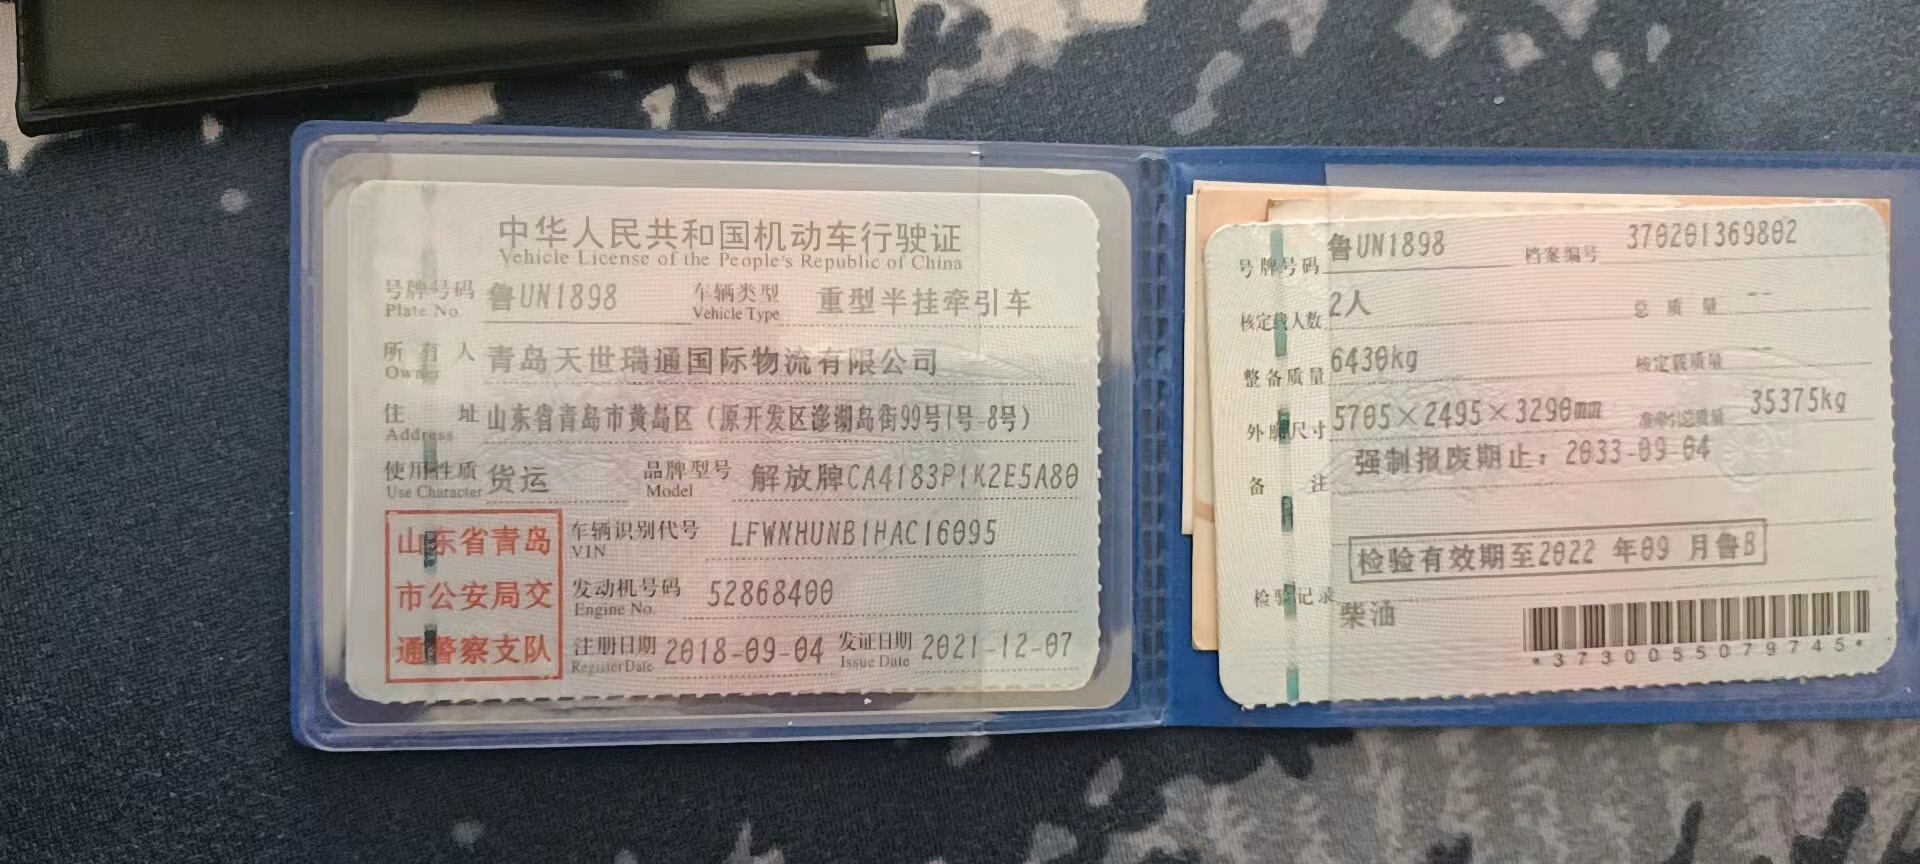 中华人民共和国机动车行驶证
Vehicle License of the People's Republic of China
号牌号码 鲁UN1898 车辆类型 重型半挂牵引车
Plate No. Vehicle Type
所有人 青岛天世瑞通国际物流有限公司
Owner
住址 山东省青岛市黄岛区(原开发区澎湖岛街99号1号-8号)
Address
使用性质 货运 品牌型号 解放牌CA4183P1K2E5A80
Use Character Model
车辆识别代号 LFWNHUNB1HAC16095
VIN
发动机号码 52868400
Engine No.
注册日期 2018-09-04 发证日期 2021-12-07
Register Date Issue Date
山东省青岛
市公安局交
通警察支队
号牌号码 鲁UN1898 档案编号 370201369802
核定载人数 2人 总质量 --
整备质量 6430kg 核定载质量 --
外廓尺寸 5705×2495×3290mm 准牵引总质量 35375kg
备注 强制报废期止:2033-09-04
检验有效期至2022 年09 月鲁B
检验记录
柴油
*3730055079745*